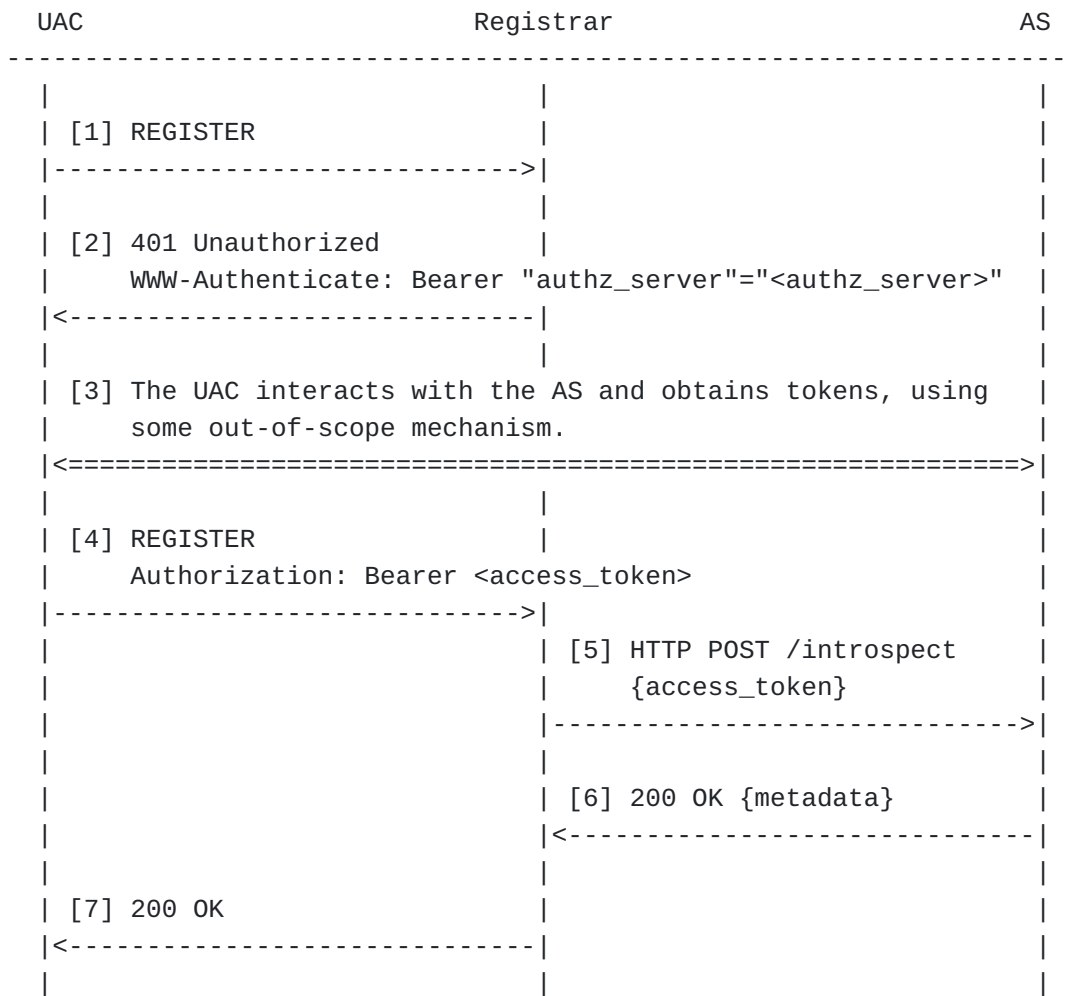 UAC Registrar AS
[1] REGISTER
[2] 401 Unauthorized
WWW-Authenticate: Bearer "authz_server"="<authz_server>"
[3] The UAC interacts with the AS and obtains tokens, using
some out-of-scope mechanism.
[4] REGISTER
Authorization: Bearer <access_token>
[5] HTTP POST /introspect
{access_token}
[6] 200 OK {metadata}
[7] 200 OK